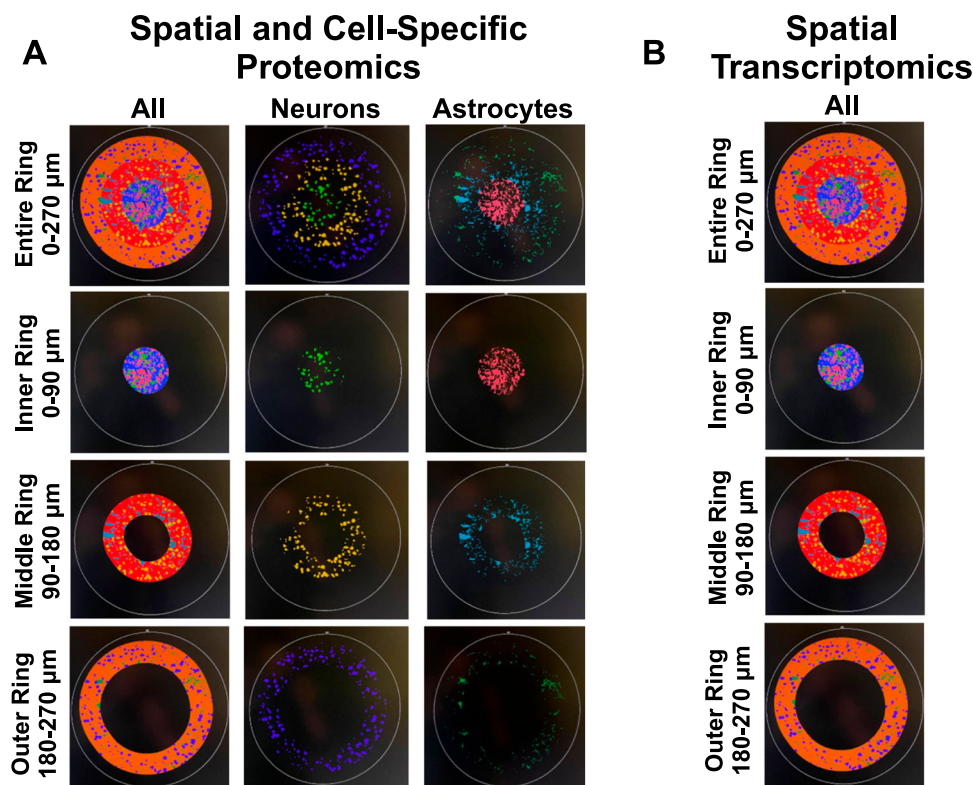 A
Spatial and Cell-Specific
Proteomics
All
Neurons
Astrocytes
Entire Ring
0-270 µm
Inner Ring
0-90 µm
Middle Ring
90-180 µm
Outer Ring
180-270 µm
B
Spatial
Transcriptomics
All
Entire Ring
0-270 µm
Inner Ring
0-90 µm
Middle Ring
90-180 µm
Outer Ring
180-270 µm